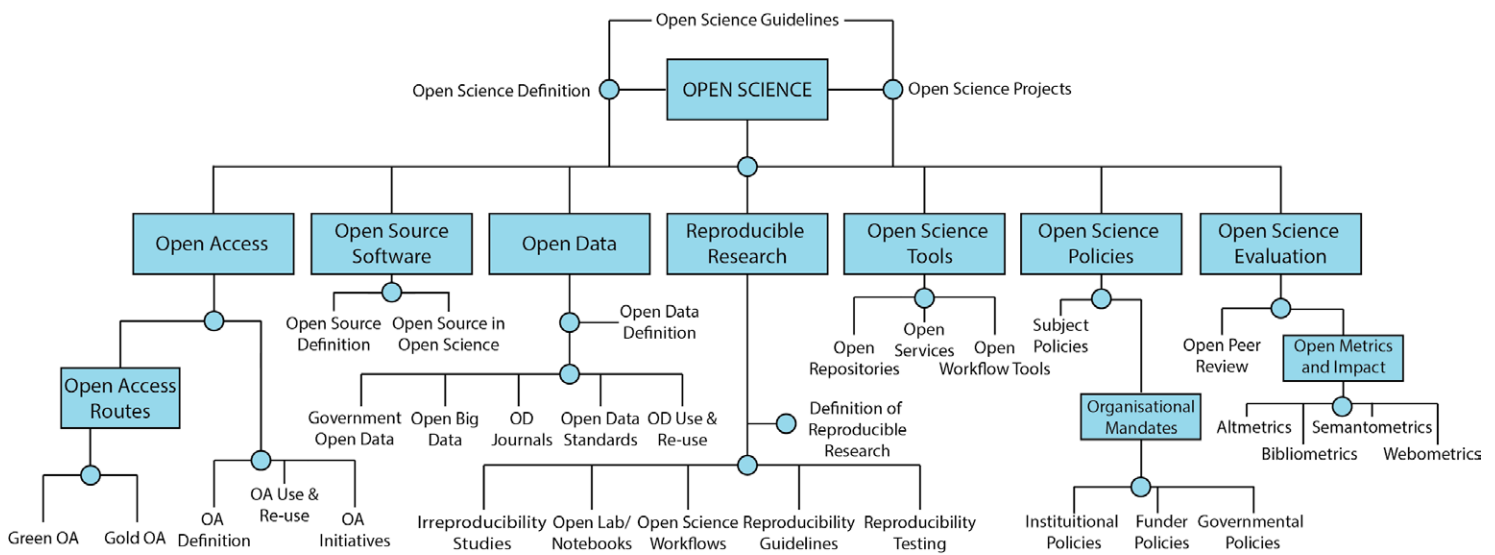 Open Science Guidelines
Open Science Definition
OPEN SCIENCE
Open Science Projects
Open Access
Open Source
Software
Open Data
Reproducible
Research
Open Science
Tools
Open Science
Policies
Open Science
Evaluation
Open Source
Definition
Open Source in
Open Science
Open Data
Definition
Open
Repositories
Open
Services
Open
Workflow Tools
Subject
Policies
Open Peer
Review
Open Metrics
and Impact
Open Access
Routes
Government
Open Data
Open Big
Data
OD
Journals
Open Data
Standards
OD Use &
Re-use
Definition of
Reproducible
Research
Organisational
Mandates
Altmetrics
Bibliometrics
Semantometrics
Webometrics
Green OA
Gold OA
OA
Definition
OA Use &
Re-use
OA
Initiatives
Irreproducibility
Studies
Open Lab/
Notebooks
Open Science
Workflows
Reproducibility
Guidelines
Reproducibility
Testing
Instituitional
Policies
Funder
Policies
Governmental
Policies